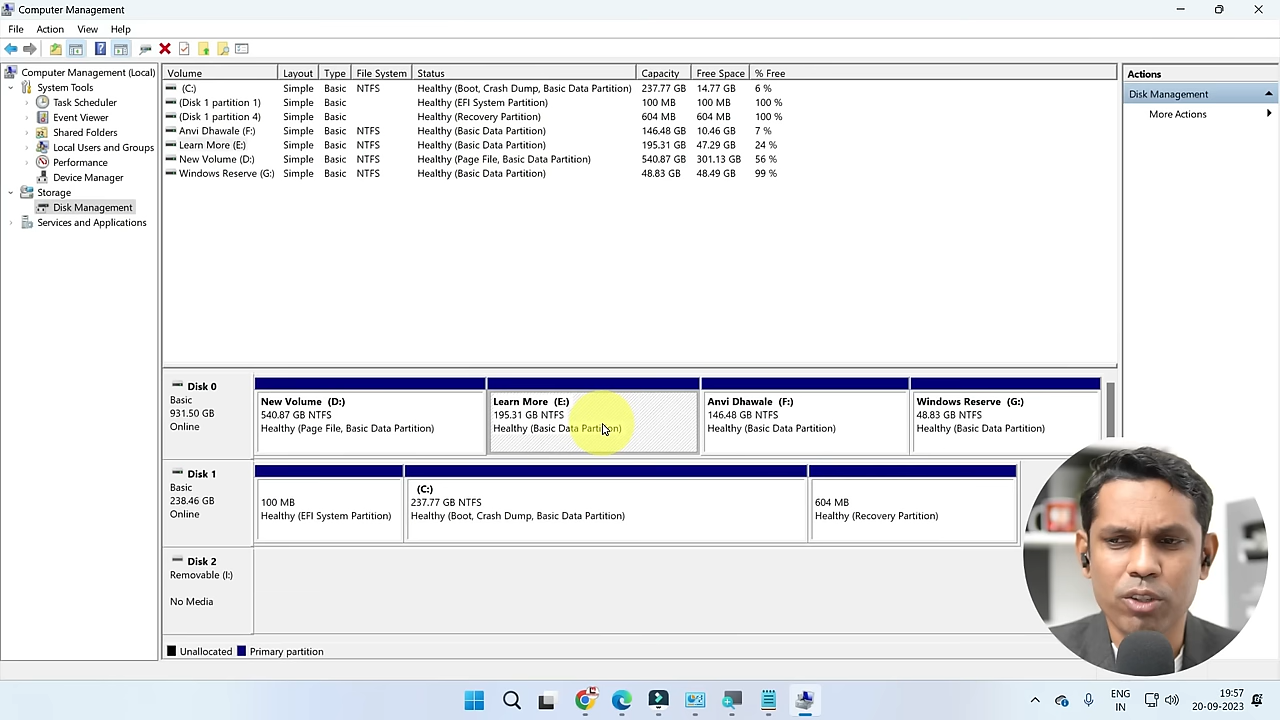 Computer Management
File Action View Help
Computer Management (Local)
System Tools
Task Scheduler
Event Viewer
Shared Folders
Local Users and Groups
Performance
Device Manager
Storage
Disk Management
Services and Applications
Volume Layout Type File System Status Capacity Free Space % Free
(C:) Simple Basic NTFS Healthy (Boot, Crash Dump, Basic Data Partition) 237.77 GB 14.77 GB 6 %
(Disk 1 partition 1) Simple Basic Healthy (EFI System Partition) 100 MB 100 MB 100 %
(Disk 1 partition 4) Simple Basic Healthy (Recovery Partition) 604 MB 604 MB 100 %
Anvi Dhawale (F:) Simple Basic NTFS Healthy (Basic Data Partition) 146.48 GB 10.46 GB 7 %
Learn More (E:) Simple Basic NTFS Healthy (Basic Data Partition) 195.31 GB 47.29 GB 24 %
New Volume (D:) Simple Basic NTFS Healthy (Page File, Basic Data Partition) 540.87 GB 301.13 GB 56 %
Windows Reserve (G:) Simple Basic NTFS Healthy (Basic Data Partition) 48.83 GB 48.49 GB 99 %
Actions
Disk Management
More Actions
Disk 0
Basic
931.50 GB
Online
New Volume (D:)
540.87 GB NTFS
Healthy (Page File, Basic Data Partition)
Learn More (E:)
195.31 GB NTFS
Healthy (Basic Data Partition)
Anvi Dhawale (F:)
146.48 GB NTFS
Healthy (Basic Data Partition)
Windows Reserve (G:)
48.83 GB NTFS
Healthy (Basic Data Partition)
Disk 1
Basic
238.46 GB
Online
100 MB
Healthy (EFI System Partition)
(C:)
237.77 GB NTFS
Healthy (Boot, Crash Dump, Basic Data Partition)
604 MB
Healthy (Recovery Partition)
Disk 2
Removable (I:)
No Media
Unallocated Primary partition
ENG
IN
19:57
20-09-2023